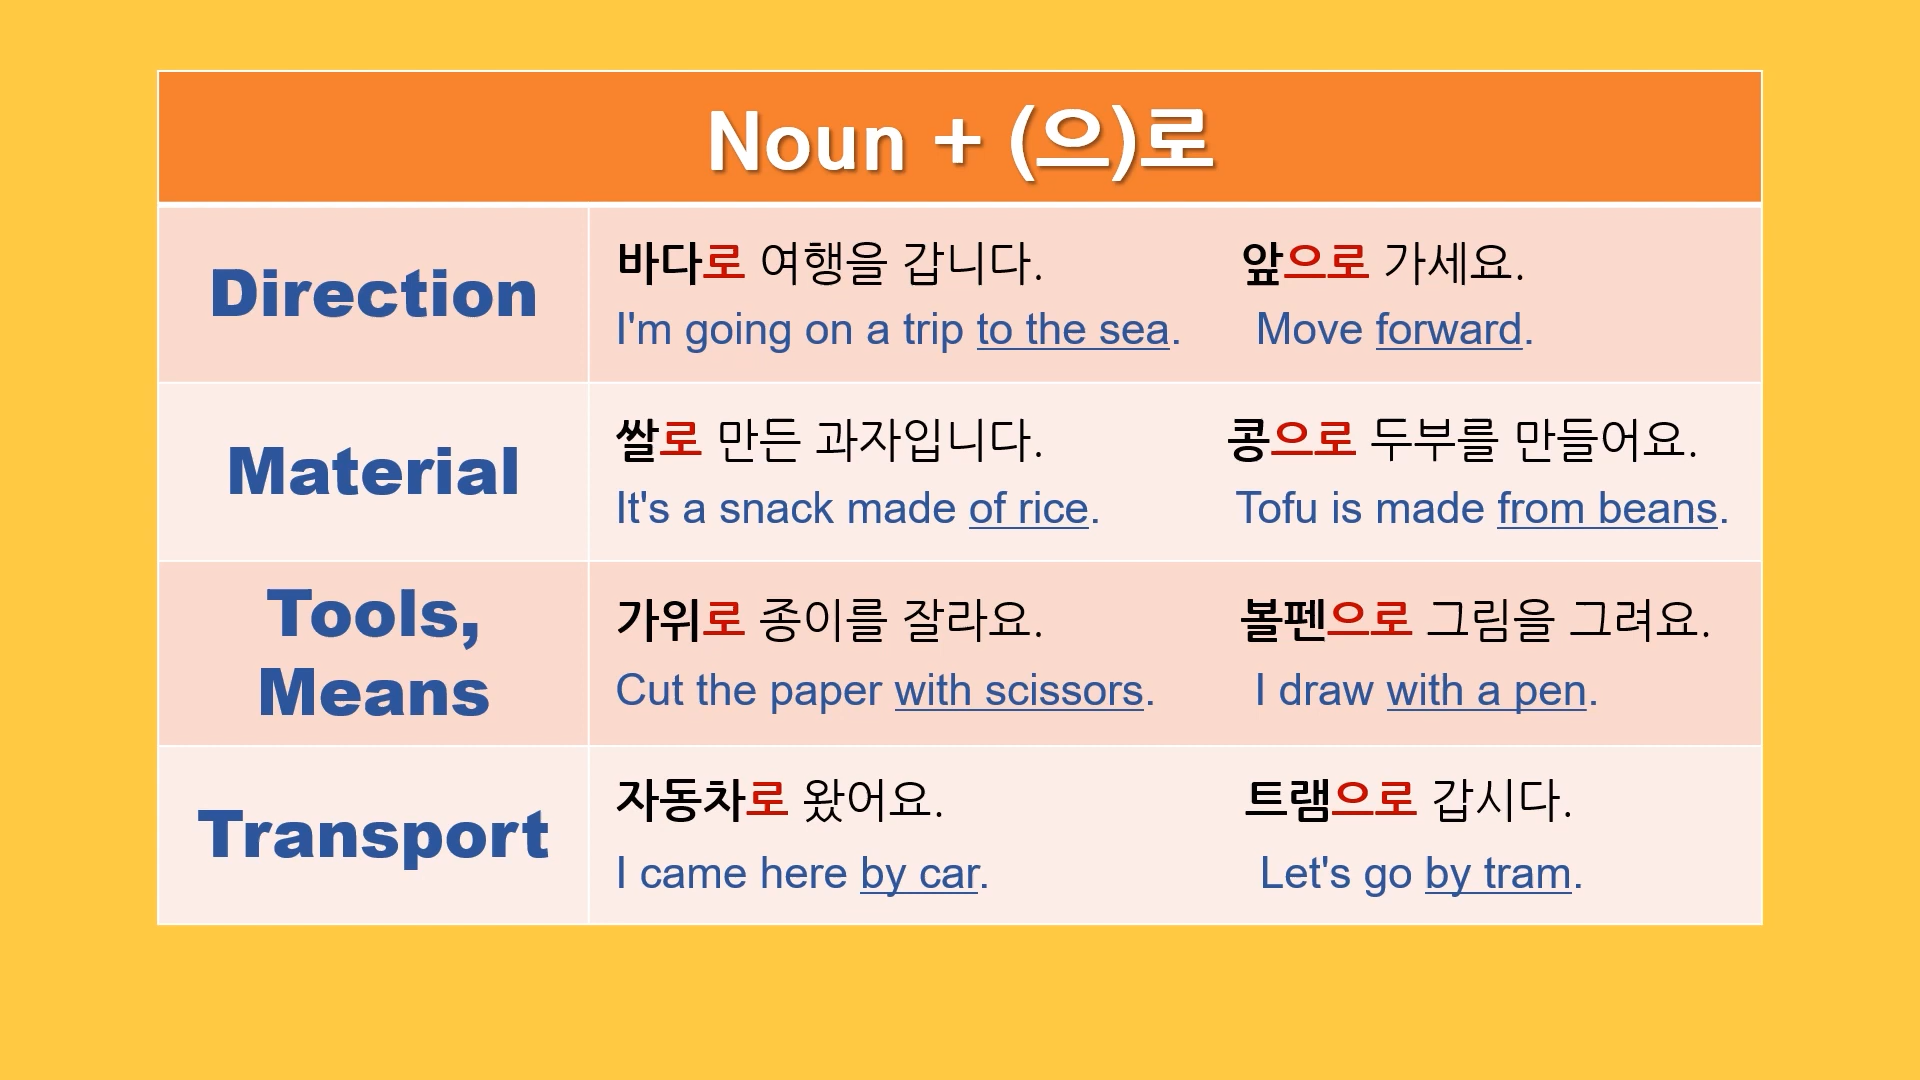 Noun + (으)로
Direction
바다로 여행을 갑니다.
앞으로 가세요.
I'm going on a trip to the sea.
Move forward.
Material
쌀로 만든 과자입니다.
콩으로 두부를 만들어요.
It's a snack made of rice.
Tofu is made from beans.
Tools,
Means
가위로 종이를 잘라요.
볼펜으로 그림을 그려요.
Cut the paper with scissors.
I draw with a pen.
Transport
자동차로 왔어요.
트램으로 갑시다.
I came here by car.
Let's go by tram.